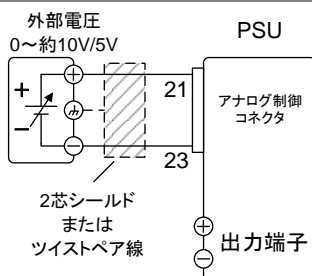 外部電圧
0～約10V/5V
PSU
＋
－
21
23
アナログ制御
コネクタ
2芯シールド
または
ツイストペア線
出力端子